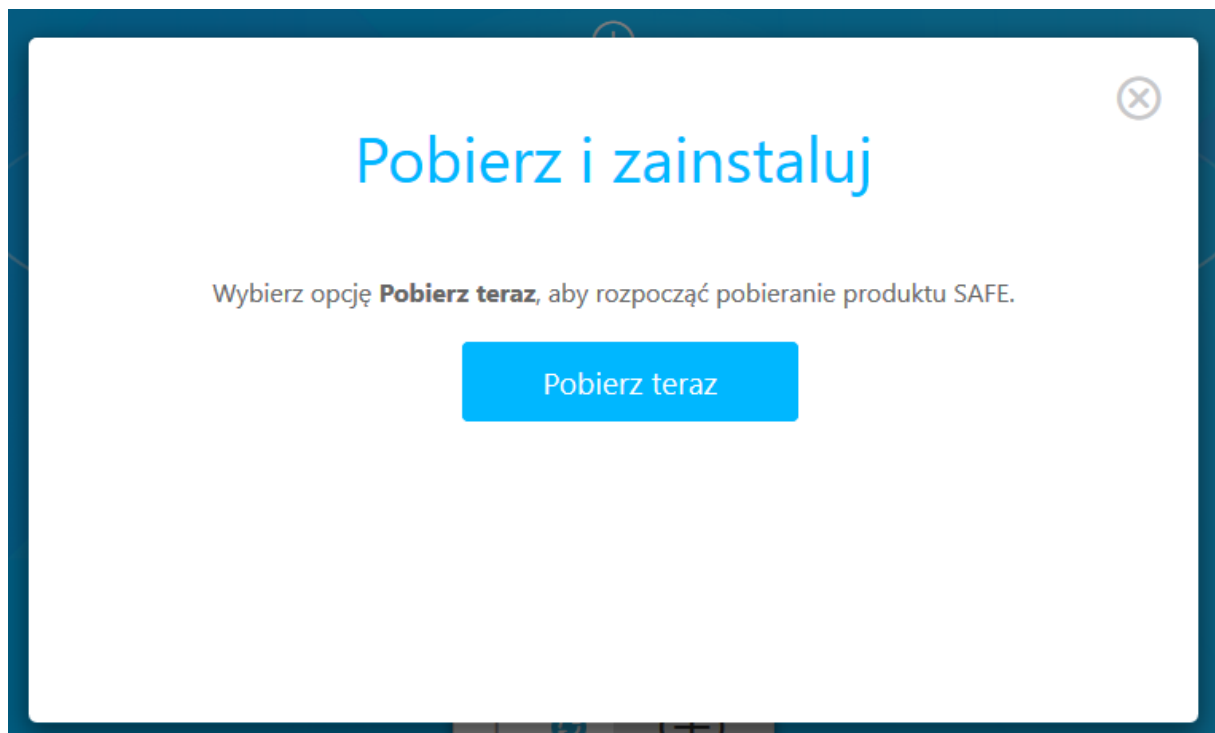 Pobierz i zainstaluj
Wybierz opcję Pobierz teraz, aby rozpocząć pobieranie produktu SAFE.
Pobierz teraz